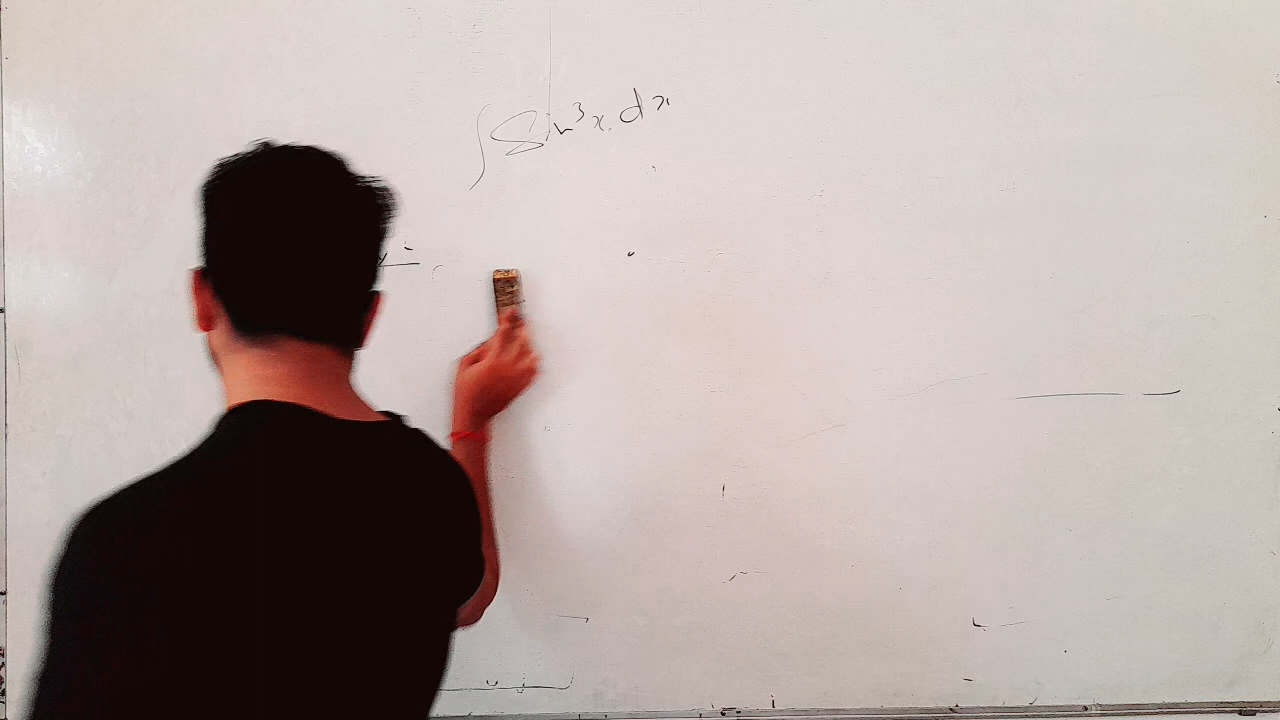 ∫ Sin³x. dx